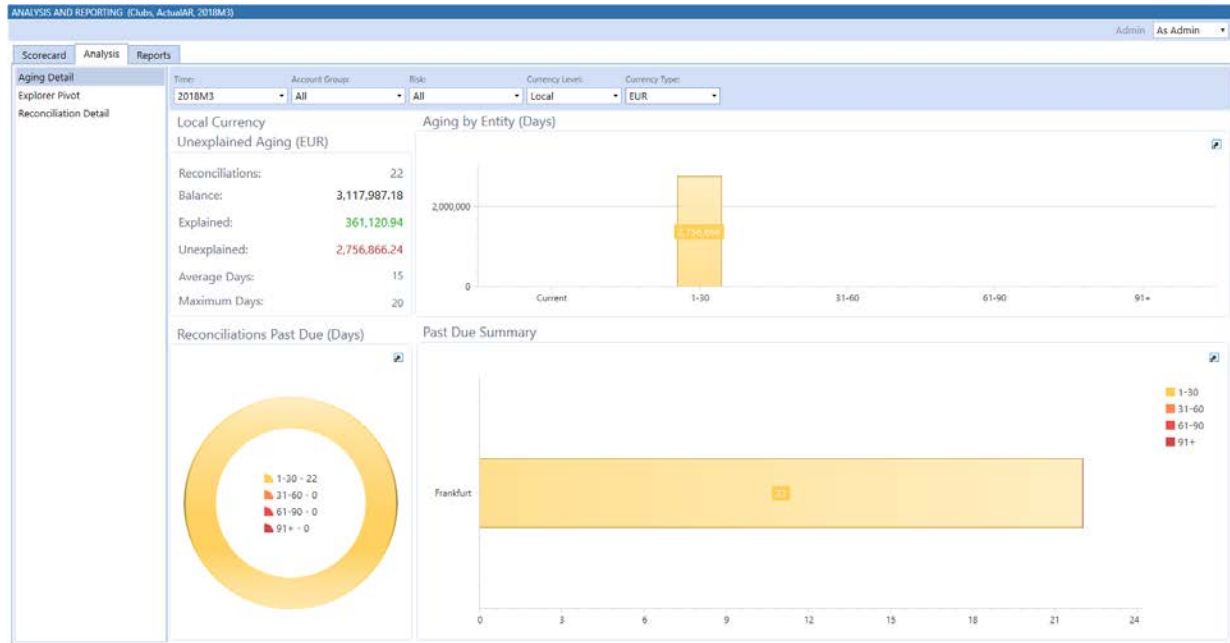 ANALYSIS AND REPORTING (Clubs, ActualAR, 2018M3)
Admin As Admin
Scorecard Analysis Reports
Aging Detail
Explorer Pivot
Reconciliation Detail
Time: Account Group: Risk: Currency Level: Currency Type:
2018M3 All All Local EUR
Local Currency
Unexplained Aging (EUR)
Reconciliations: 22
Balance: 3,117,987.18
Explained: 361,120.94
Unexplained: 2,756,866.24
Average Days: 15
Maximum Days: 20
Aging by Entity (Days)
2,000,000
0
Current 1-30 31-60 61-90 91+
Reconciliations Past Due (Days)
1-30 - 22
31-60 - 0
61-90 - 0
91+ - 0
Past Due Summary
1-30
31-60
61-90
91+
Frankfurt
22
0 3 6 9 12 15 18 21 24